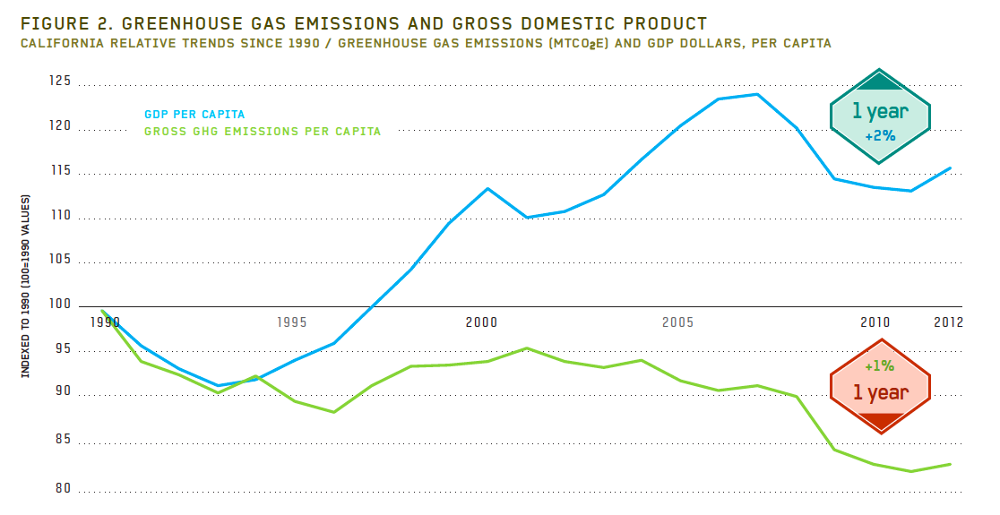 FIGURE 2. GREENHOUSE GAS EMISSIONS AND GROSS DOMESTIC PRODUCT
CALIFORNIA RELATIVE TRENDS SINCE 1990 / GREENHOUSE GAS EMISSIONS (MTCO2E) AND GDP DOLLARS, PER CAPITA
125
1 year
+2%
GDP PER CAPITA
120
GROSS GHG EMISSIONS PER CAPITA
115
110
105
100
INDEXED TO 1990 (100=1990 VALUES)
1990 1995 2000 2005 2010 2012
95
90
+1%
1 year
85
80